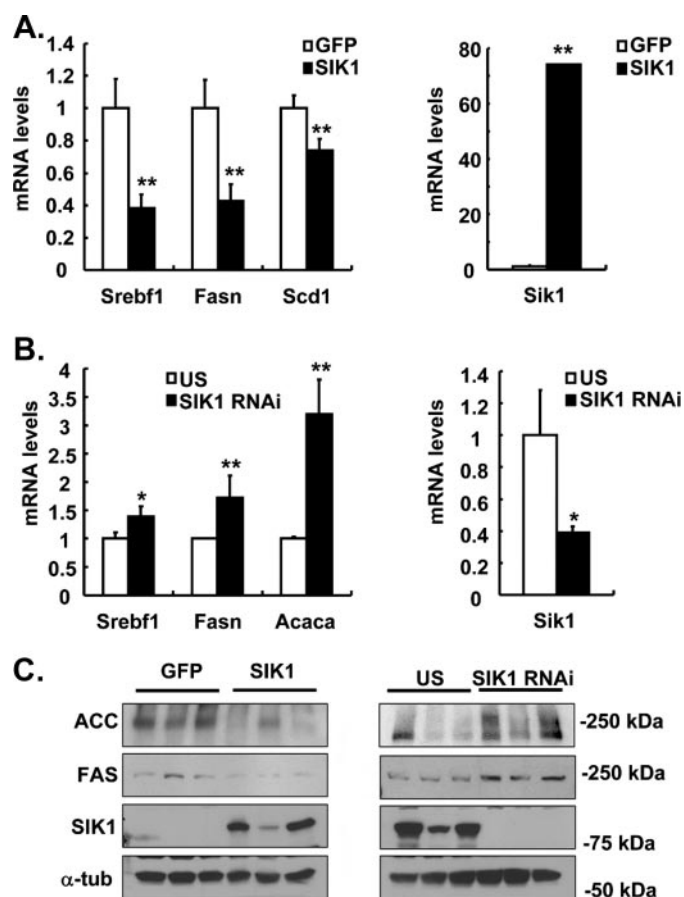 A.
mRNA levels
1.4
1.2
1
0.8
0.6
0.4
0.2
0
GFP
SIK1
**
**
**
Srebf1 Fasn Scd1
mRNA levels
80
60
40
20
0
GFP
SIK1
**
Sik1
B.
mRNA levels
4
3.5
3
2.5
2
1.5
1
0.5
0
US
SIK1 RNAi
*
**
**
Srebf1 Fasn Acaca
mRNA levels
1.4
1.2
1
0.8
0.6
0.4
0.2
0
US
SIK1 RNAi
*
Sik1
C.
GFP SIK1 US SIK1 RNAi
ACC -250 kDa
FAS -250 kDa
SIK1 -75 kDa
α-tub -50 kDa